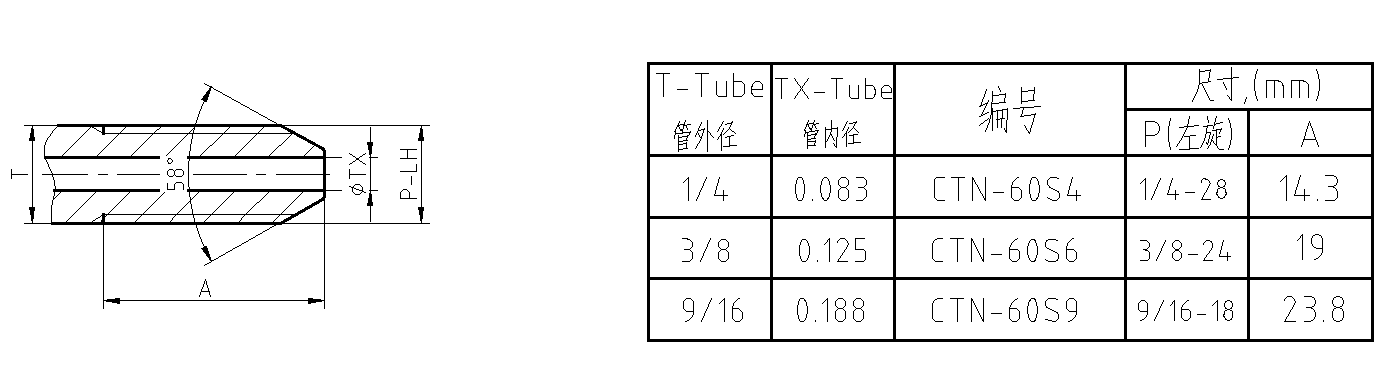 T
58°
⌀TX
P-LH
A
T-Tube 管外径 TX-Tube 管内径 编号 尺寸,(mm)
P(左旋) A
1/4 0.083 CTN-60S4 1/4-28 14.3
3/8 0.125 CTN-60S6 3/8-24 19
9/16 0.188 CTN-60S9 9/16-18 23.8